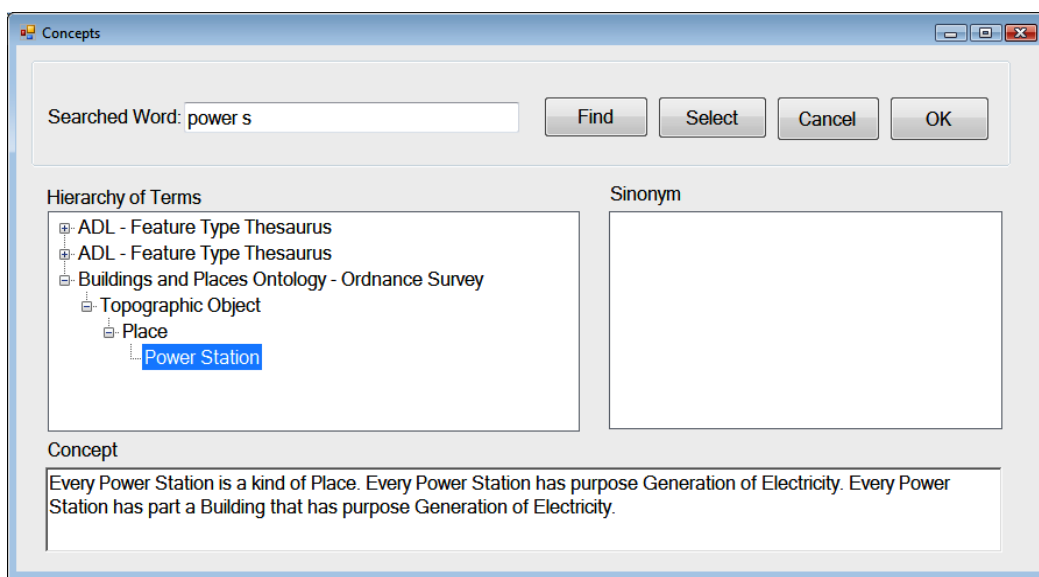 Concepts
Searched Word: power s
Find
Select
Cancel
OK
Hierarchy of Terms
Sinonym
ADL - Feature Type Thesaurus
ADL - Feature Type Thesaurus
Buildings and Places Ontology - Ordnance Survey
Topographic Object
Place
Power Station
Concept
Every Power Station is a kind of Place. Every Power Station has purpose Generation of Electricity. Every Power
Station has part a Building that has purpose Generation of Electricity.